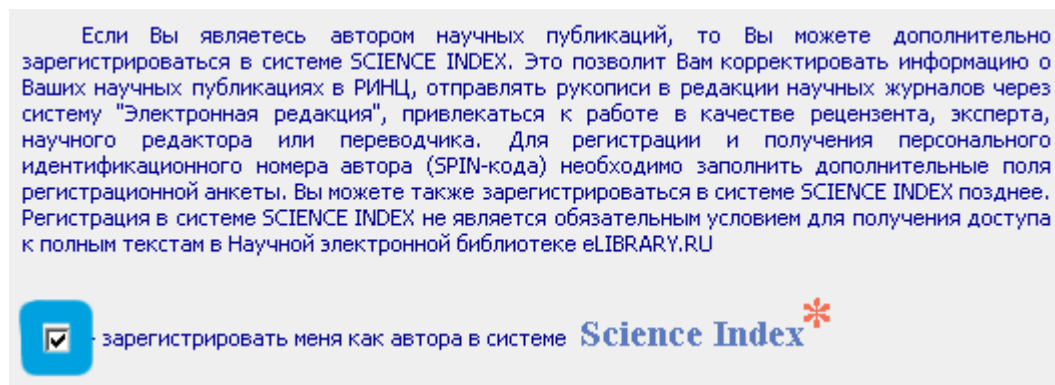 Если Вы являетесь автором научных публикаций, то Вы можете дополнительно
зарегистрироваться в системе SCIENCE INDEX. Это позволит Вам корректировать информацию о
Ваших научных публикациях в РИНЦ, отправлять рукописи в редакции научных журналов через
систему "Электронная редакция", привлекаться к работе в качестве рецензента, эксперта,
научного редактора или переводчика. Для регистрации и получения персонального
идентификационного номера автора (SPIN-кода) необходимо заполнить дополнительные поля
регистрационной анкеты. Вы можете также зарегистрироваться в системе SCIENCE INDEX позднее.
Регистрация в системе SCIENCE INDEX не является обязательным условием для получения доступа
к полным текстам в Научной электронной библиотеке eLIBRARY.RU
- зарегистрировать меня как автора в системе Science Index*